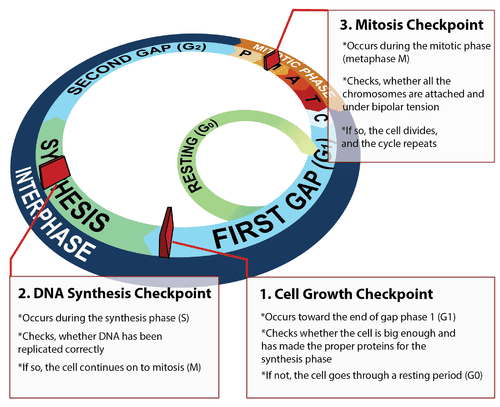 3. Mitosis Checkpoint
*Occurs during the mitotic phase
(metaphase M)
*Checks, whether all the
chromosomes are attached and
under bipolar tension
*If so, the cell divides,
and the cycle repeats
SECOND GAP (G2)
MITOTIC PHASE
P
A
T
C
RESTING (G0)
FIRST GAP (G1)
SYNTHESIS
INTERPHASE
2. DNA Synthesis Checkpoint
*Occurs during the synthesis phase (S)
*Checks, whether DNA has been
replicated correctly
*If so, the cell continues on to mitosis (M)
1. Cell Growth Checkpoint
*Occurs toward the end of gap phase 1 (G1)
*Checks whether the cell is big enough and
has made the proper proteins for the
synthesis phase
*If not, the cell goes through a resting period (G0)